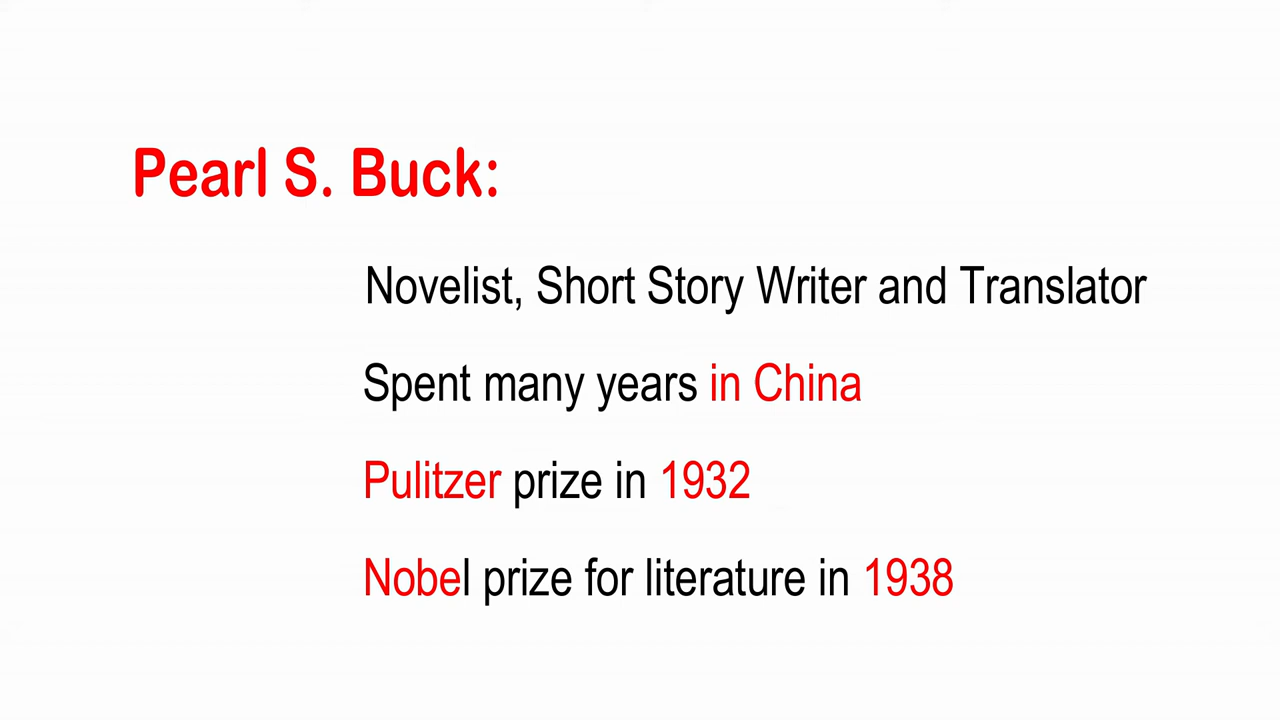 Pearl S. Buck:
Novelist, Short Story Writer and Translator
Spent many years in China
Pulitzer prize in 1932
Nobel prize for literature in 1938